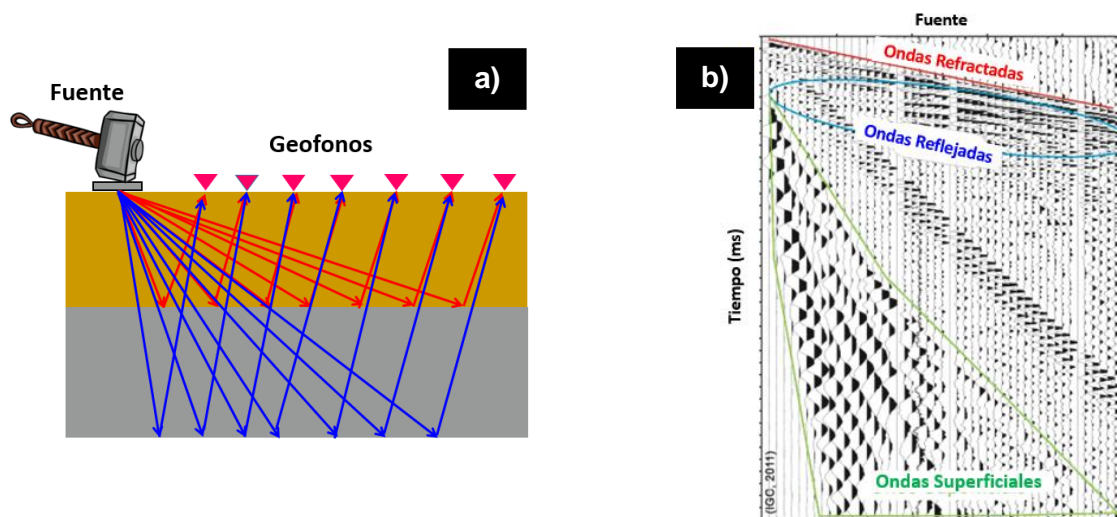 a)
Fuente
Geofonos
b)
Fuente
Ondas Refractadas
Ondas Reflejadas
Tiempo (ms)
Ondas Superficiales
(IGC, 2011)